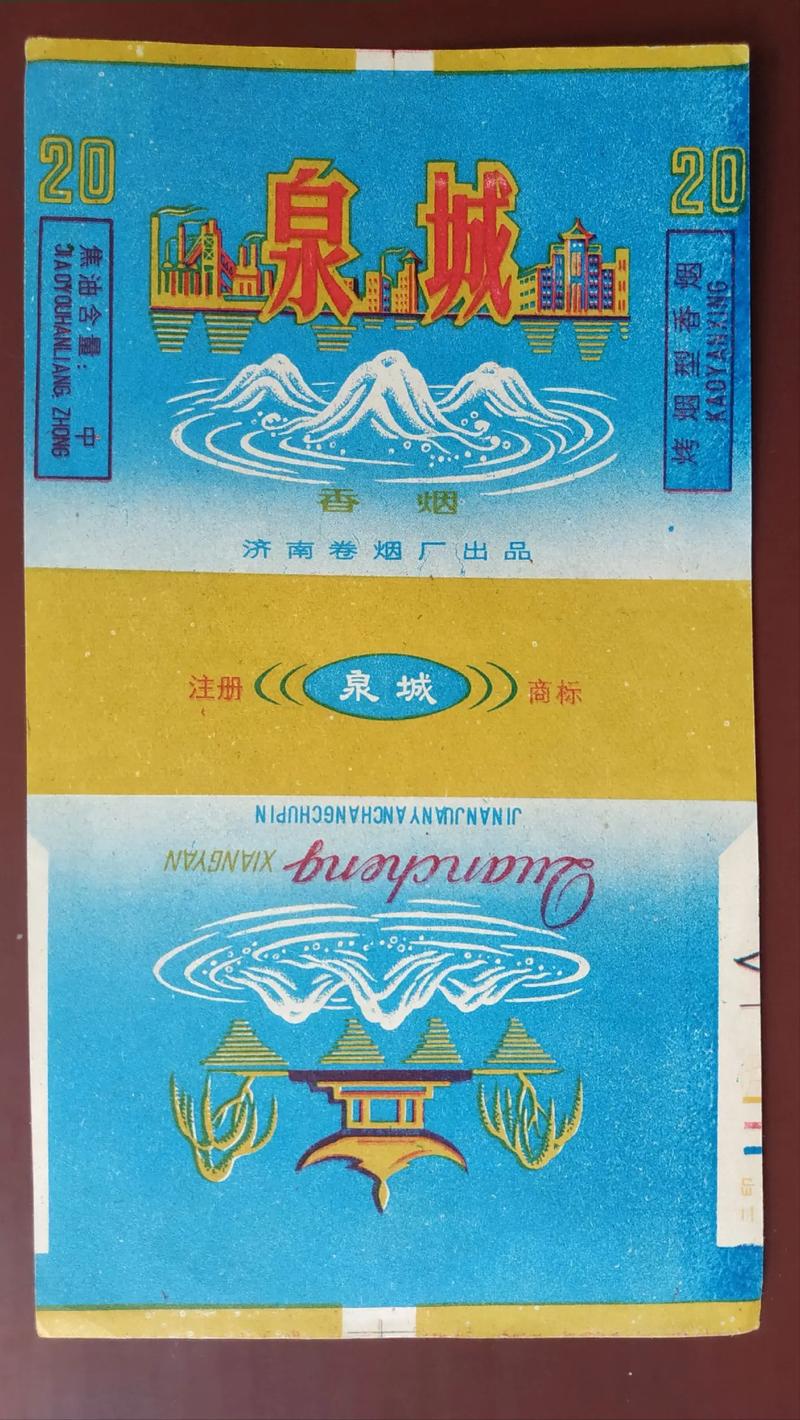 20
20
泉城
焦油含量：中
JIAOYOUHANLIANG, ZHONG
烤烟型香烟
KAOYANXING
香烟
济南卷烟厂出品
注册 泉城 商标
JINANJUANYANCHANGCHUPIN
Quancheng XIANGYAN